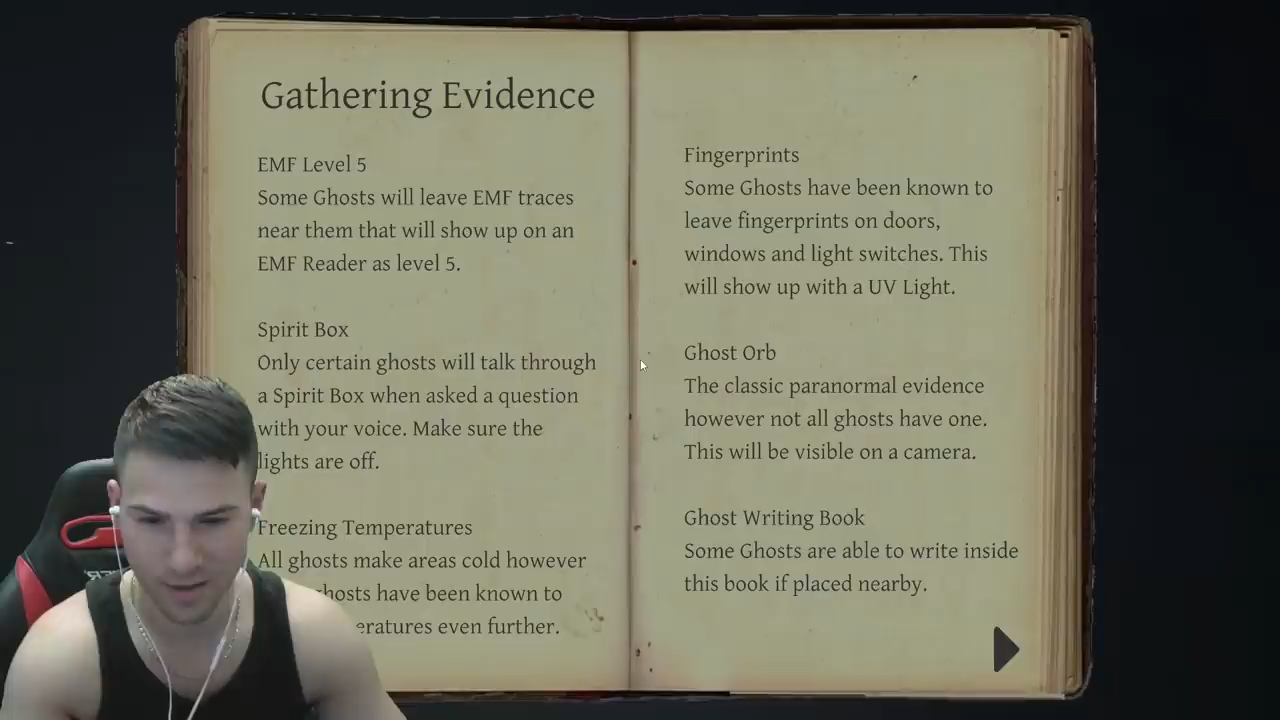 Gathering Evidence
EMF Level 5
Some Ghosts will leave EMF traces
near them that will show up on an
EMF Reader as level 5.
Spirit Box
Only certain ghosts will talk through
a Spirit Box when asked a question
with your voice. Make sure the
lights are off.
Freezing Temperatures
All ghosts make areas cold however
ghosts have been known to
eratures even further.
Fingerprints
Some Ghosts have been known to
leave fingerprints on doors,
windows and light switches. This
will show up with a UV Light.
Ghost Orb
The classic paranormal evidence
however not all ghosts have one.
This will be visible on a camera.
Ghost Writing Book
Some Ghosts are able to write inside
this book if placed nearby.